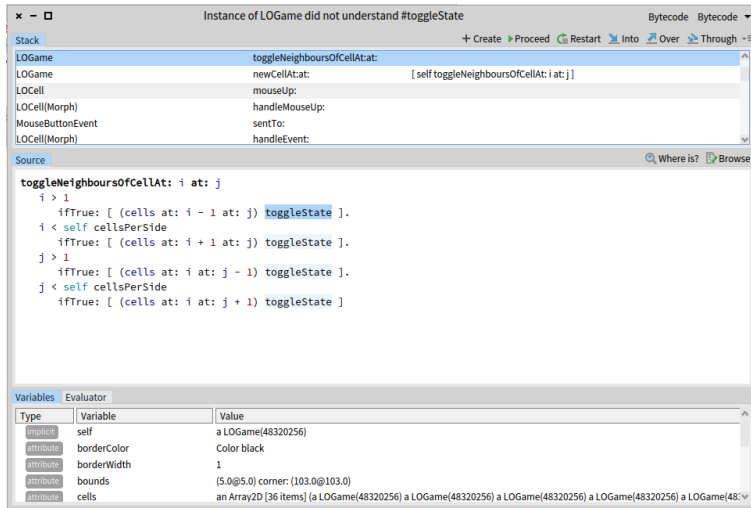 Instance of LOGame did not understand #toggleState Bytecode Bytecode
Stack + Create Proceed Restart Into Over Through
LOGame toggleNeighboursOfCellAt:at:
LOGame newCellAt:at: [ self toggleNeighboursOfCellAt: i at: j ]
LOCell mouseUp:
LOCell(Morph) handleMouseUp:
MouseButtonEvent sentTo:
LOCell(Morph) handleEvent:
Source Where is? Browse
toggleNeighboursOfCellAt: i at: j
i > 1
ifTrue: [ (cells at: i - 1 at: j) toggleState ].
i < self cellsPerSide
ifTrue: [ (cells at: i + 1 at: j) toggleState ].
j > 1
ifTrue: [ (cells at: i at: j - 1) toggleState ].
j < self cellsPerSide
ifTrue: [ (cells at: i at: j + 1) toggleState ]
Variables Evaluator
Type Variable Value
implicit self a LOGame(48320256)
attribute borderColor Color black
attribute borderWidth 1
attribute bounds (5.0@5.0) corner: (103.0@103.0)
attribute cells an Array2D [36 items] (a LOGame(48320256) a LOGame(48320256) a LOGame(48320256) a LOGame(48320256) a LOGame(48